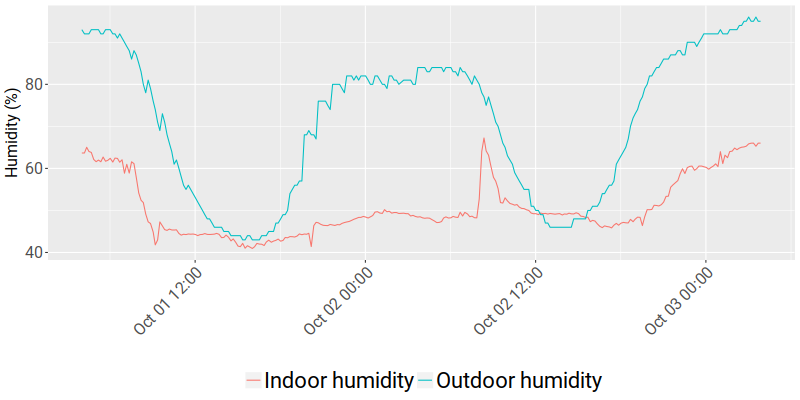 Humidity (%)
80
60
40
Oct 01 12:00
Oct 02 00:00
Oct 02 12:00
Oct 03 00:00
Indoor humidity
Outdoor humidity